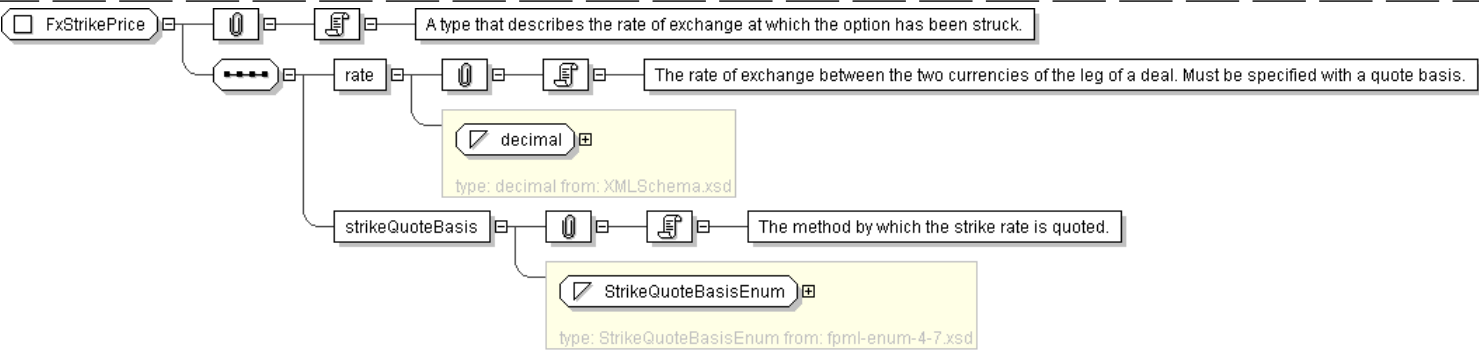 FxStrikePrice
A type that describes the rate of exchange at which the option has been struck.
rate
The rate of exchange between the two currencies of the leg of a deal. Must be specified with a quote basis.
decimal
type: decimal from: XMLSchema.xsd
strikeQuoteBasis
The method by which the strike rate is quoted.
StrikeQuoteBasisEnum
type: StrikeQuoteBasisEnum from: fpml-enum-4-7.xsd